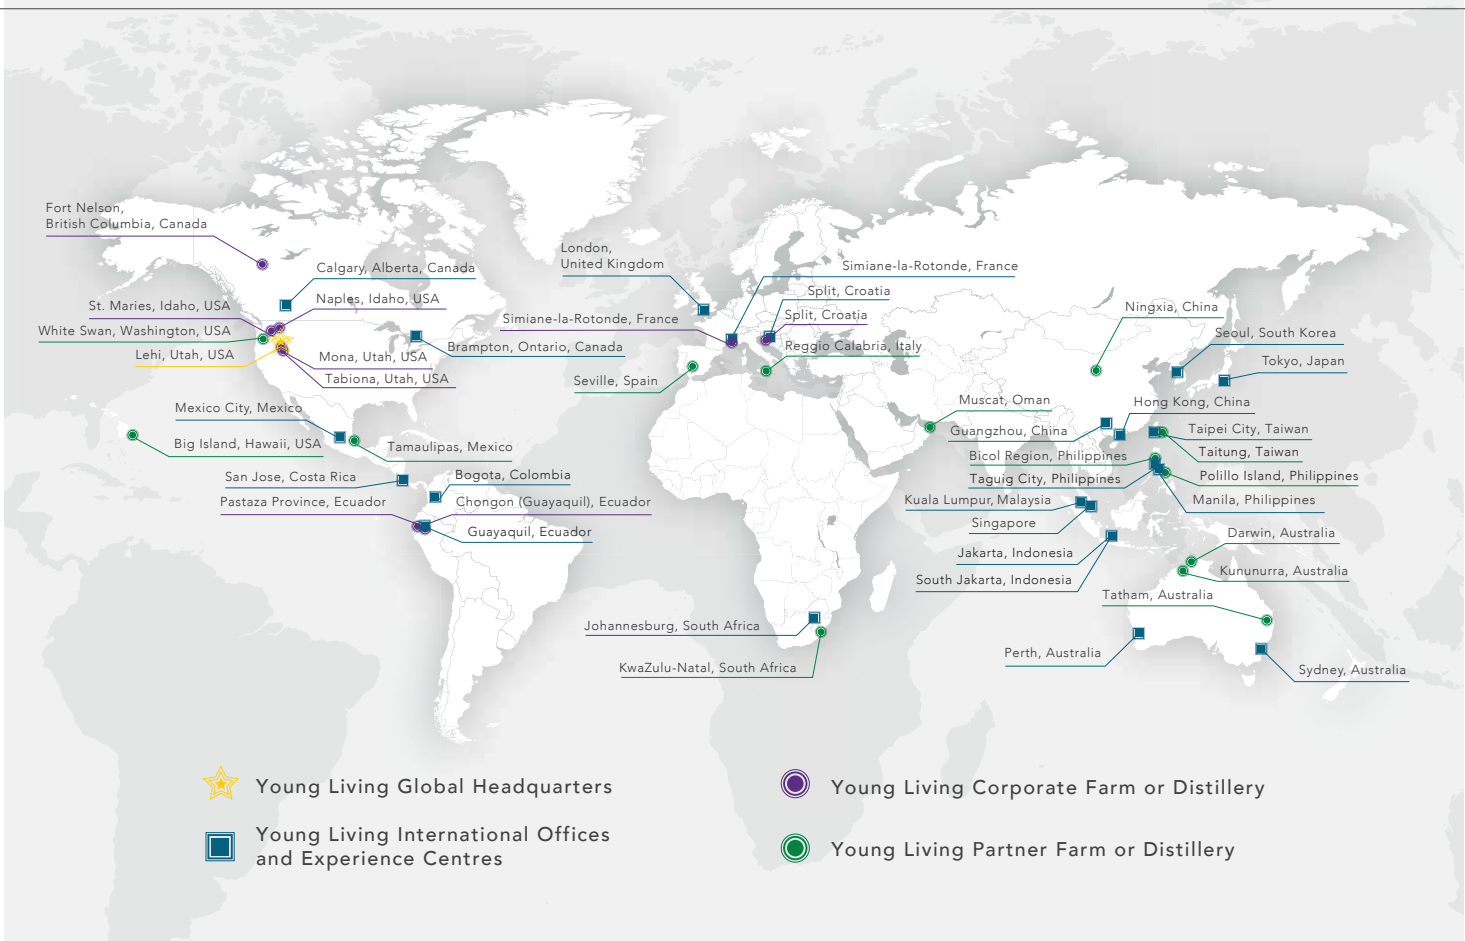 Fort Nelson,
British Columbia, Canada
Calgary, Alberta, Canada
St. Maries, Idaho, USA
Naples, Idaho, USA
White Swan, Washington, USA
Lehi, Utah, USA
Mona, Utah, USA
Tabiona, Utah, USA
Brampton, Ontario, Canada
Mexico City, Mexico
Big Island, Hawaii, USA
Tamaulipas, Mexico
San Jose, Costa Rica
Bogota, Colombia
Pastaza Province, Ecuador
Chongon (Guayaquil), Ecuador
Guayaquil, Ecuador
London,
United Kingdom
Simiane-la-Rotonde, France
Split, Croatia
Simiane-la-Rotonde, France
Split, Croatia
Reggio Calabria, Italy
Seville, Spain
Ningxia, China
Seoul, South Korea
Tokyo, Japan
Muscat, Oman
Hong Kong, China
Guangzhou, China
Taipei City, Taiwan
Bicol Region, Philippines
Taitung, Taiwan
Taguig City, Philippines
Polillo Island, Philippines
Kuala Lumpur, Malaysia
Manila, Philippines
Singapore
Darwin, Australia
Jakarta, Indonesia
Kununurra, Australia
South Jakarta, Indonesia
Tatham, Australia
Johannesburg, South Africa
Perth, Australia
KwaZulu-Natal, South Africa
Sydney, Australia
Young Living Global Headquarters
Young Living International Offices
and Experience Centres
Young Living Corporate Farm or Distillery
Young Living Partner Farm or Distillery